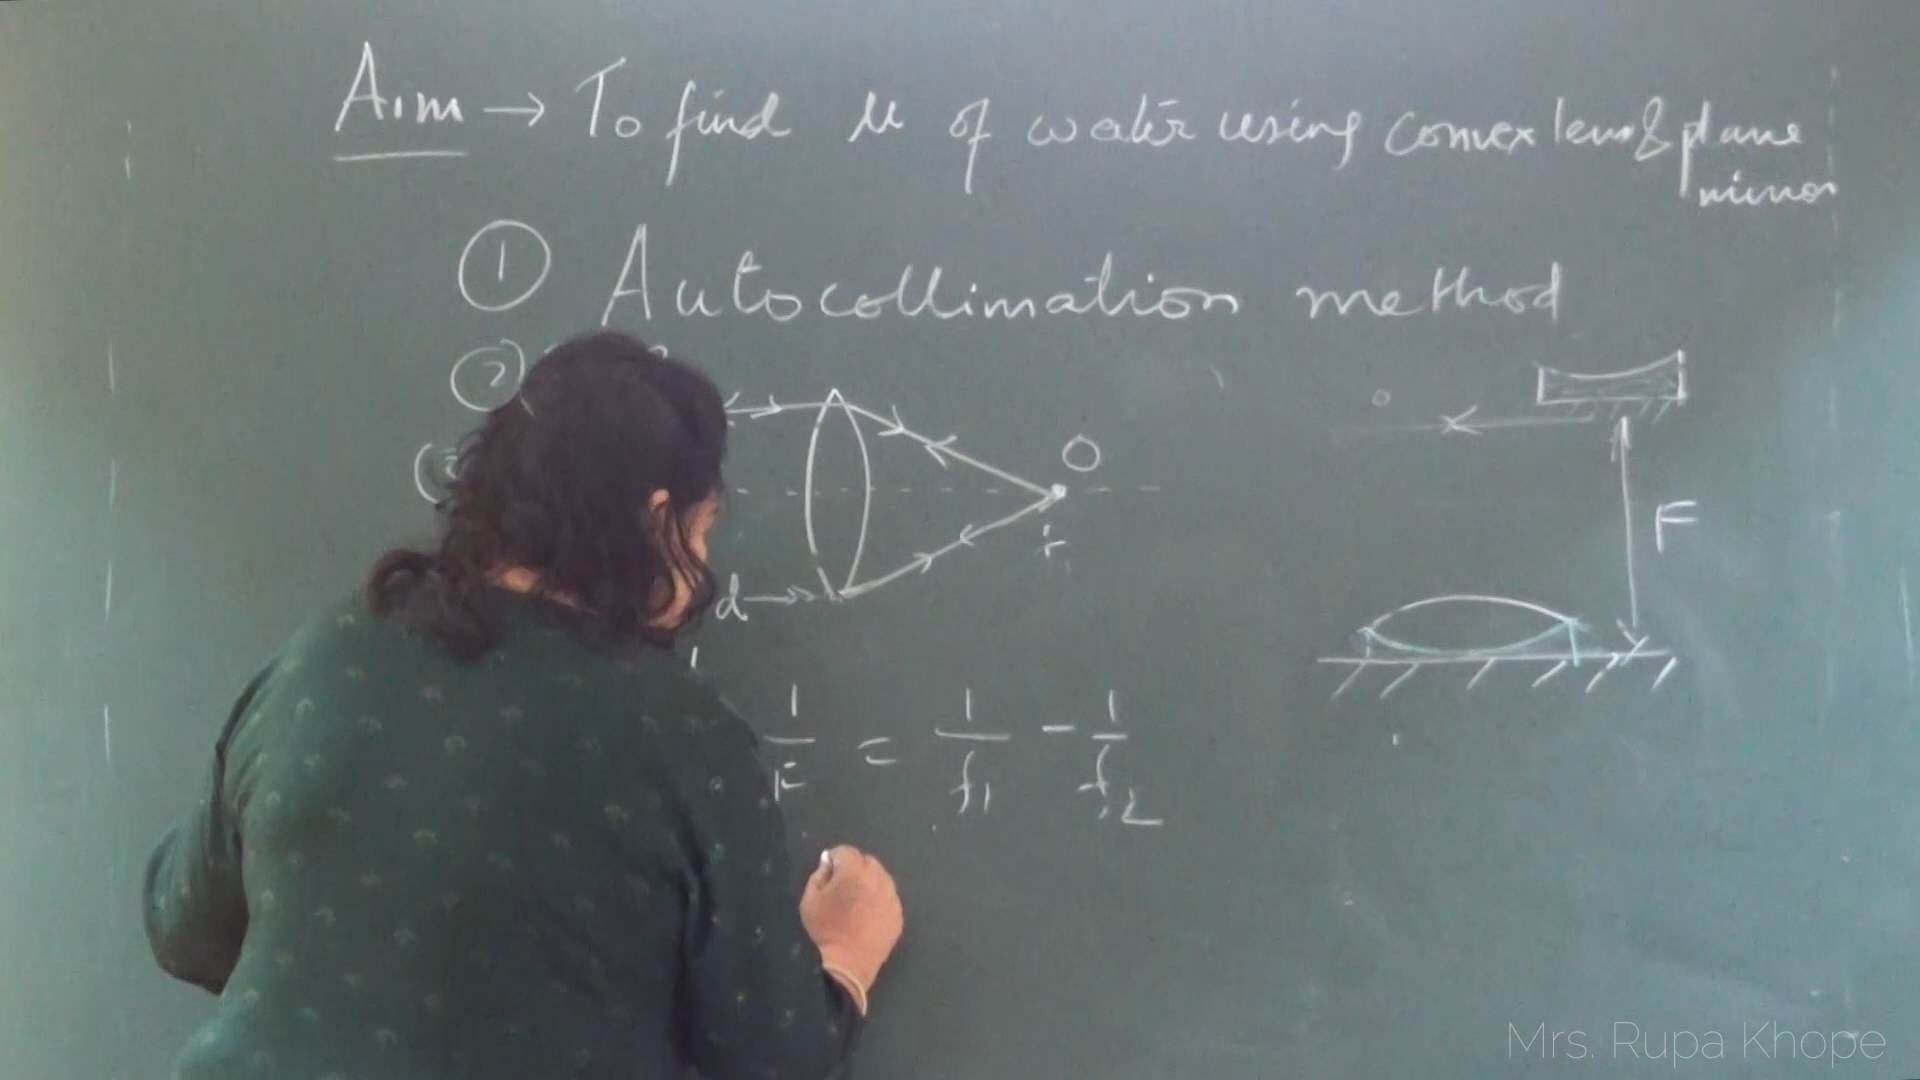 Aim → To find μ of water using convex lens & plane
mirror
① Autocollimation method
②
O
i
d
F
1/F = 1/f1 - 1/f2
Mrs. Rupa Khope